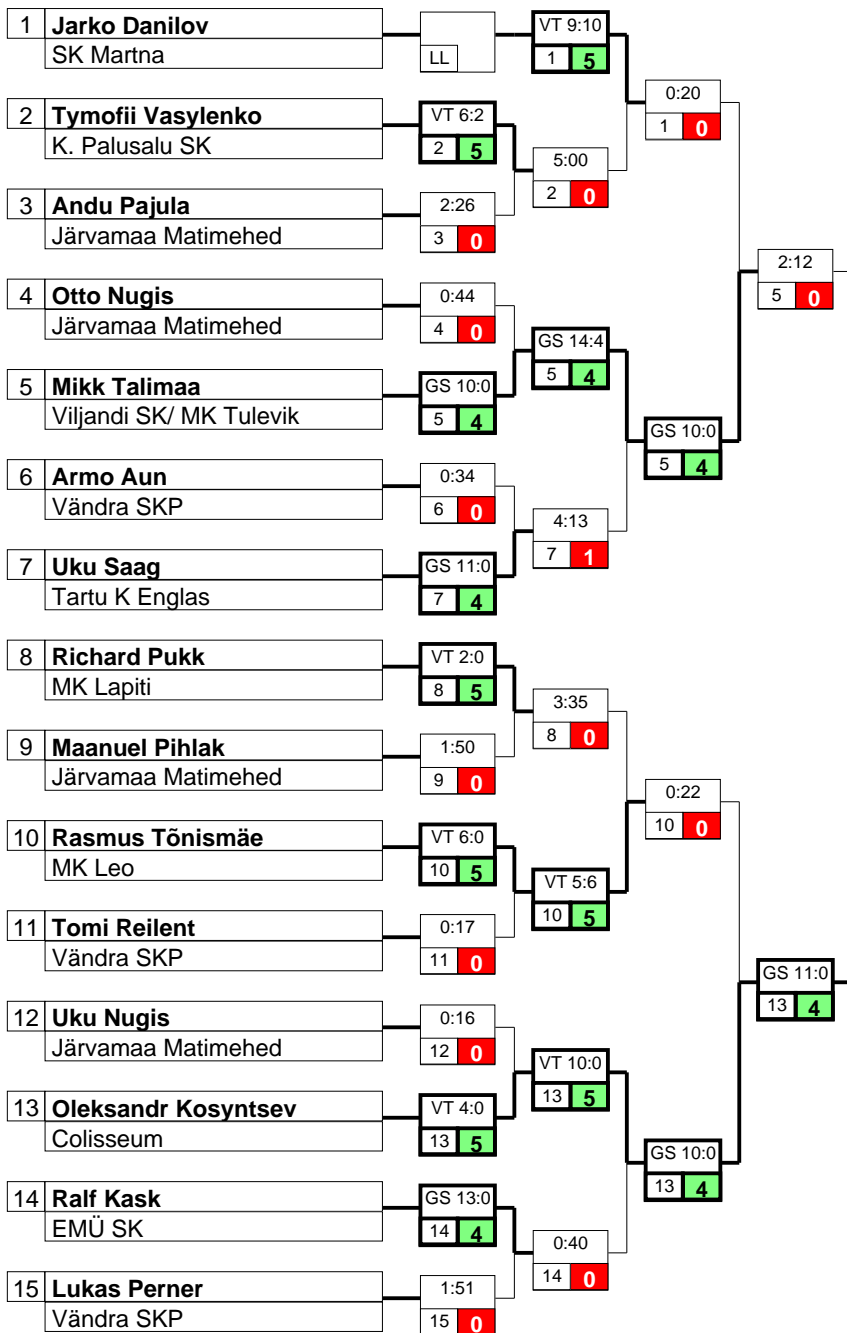 1 Jarko Danilov
SK Martna
LL
VT 9:10
1 5
0:20
1 0
2 Tymofii Vasylenko
K. Palusalu SK
VT 6:2
2 5
5:00
2 0
3 Andu Pajula
Järvamaa Matimehed
2:26
3 0
2:12
5 0
4 Otto Nugis
Järvamaa Matimehed
0:44
4 0
GS 14:4
5 4
5 Mikk Talimaa
Viljandi SK/ MK Tulevik
GS 10:0
5 4
GS 10:0
5 4
6 Armo Aun
Vändra SKP
0:34
6 0
4:13
7 1
7 Uku Saag
Tartu K Englas
GS 11:0
7 4
8 Richard Pukk
MK Lapiti
VT 2:0
8 5
3:35
8 0
9 Maanuel Pihlak
Järvamaa Matimehed
1:50
9 0
0:22
10 0
10 Rasmus Tõnismäe
MK Leo
VT 6:0
10 5
VT 5:6
10 5
11 Tomi Reilent
Vändra SKP
0:17
11 0
GS 11:0
13 4
12 Uku Nugis
Järvamaa Matimehed
0:16
12 0
VT 10:0
13 5
13 Oleksandr Kosyntsev
Colisseum
VT 4:0
13 5
GS 10:0
13 4
14 Ralf Kask
EMÜ SK
GS 13:0
14 4
0:40
14 0
15 Lukas Perner
Vändra SKP
1:51
15 0